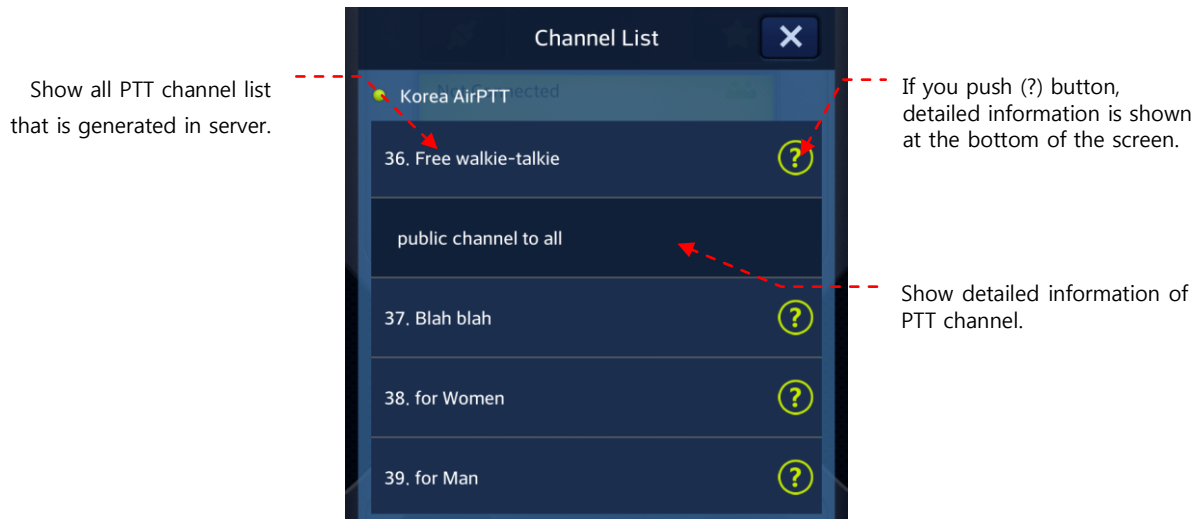 Channel List
Show all PTT channel list
that is generated in server.
Korea AirPTT
Not Connected
36. Free walkie-talkie
?
If you push (?) button,
detailed information is shown
at the bottom of the screen.
public channel to all
Show detailed information of
PTT channel.
37. Blah blah
?
38. for Women
?
39. for Man
?